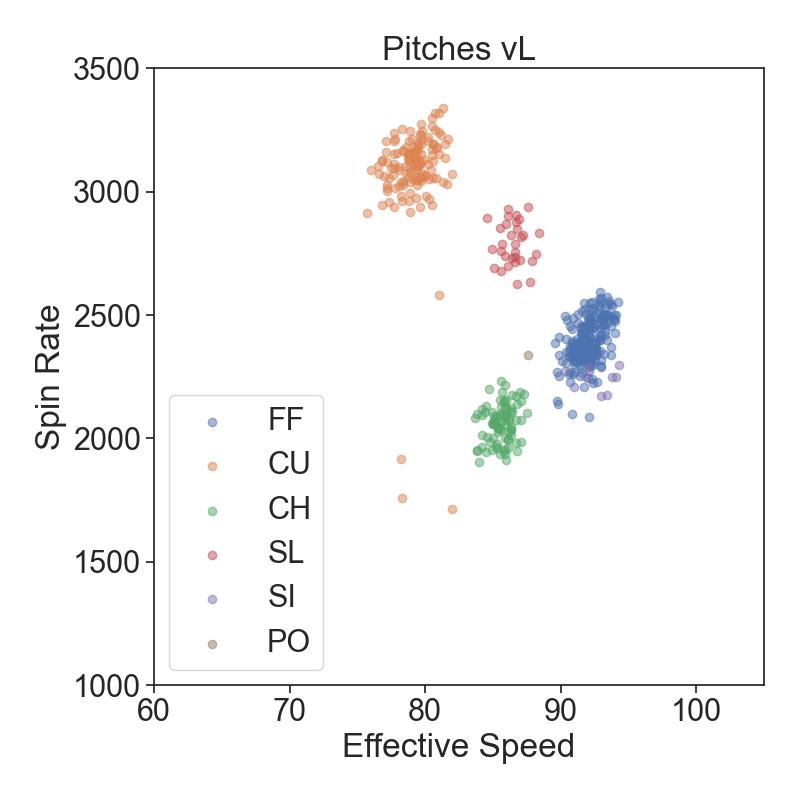 Pitches vL
3500
3000
2500
2000
1500
1000
Spin Rate
FF
CU
CH
SL
SI
PO
60 70 80 90 100
Effective Speed